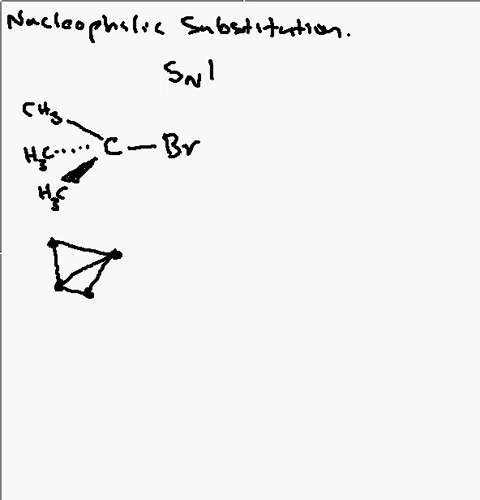 Nucleophilic Substitution.
SN1
CH3
H3C C Br
H3C